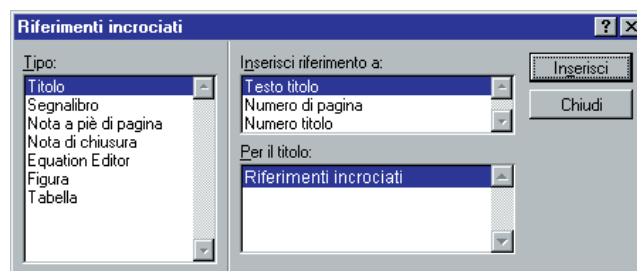 Riferimenti incrociati
Tipo:
Titolo
Segnalibro
Nota a piè di pagina
Nota di chiusura
Equation Editor
Figura
Tabella
Inserisci riferimento a:
Testo titolo
Numero di pagina
Numero titolo
Per il titolo:
Riferimenti incrociati
Inserisci
Chiudi